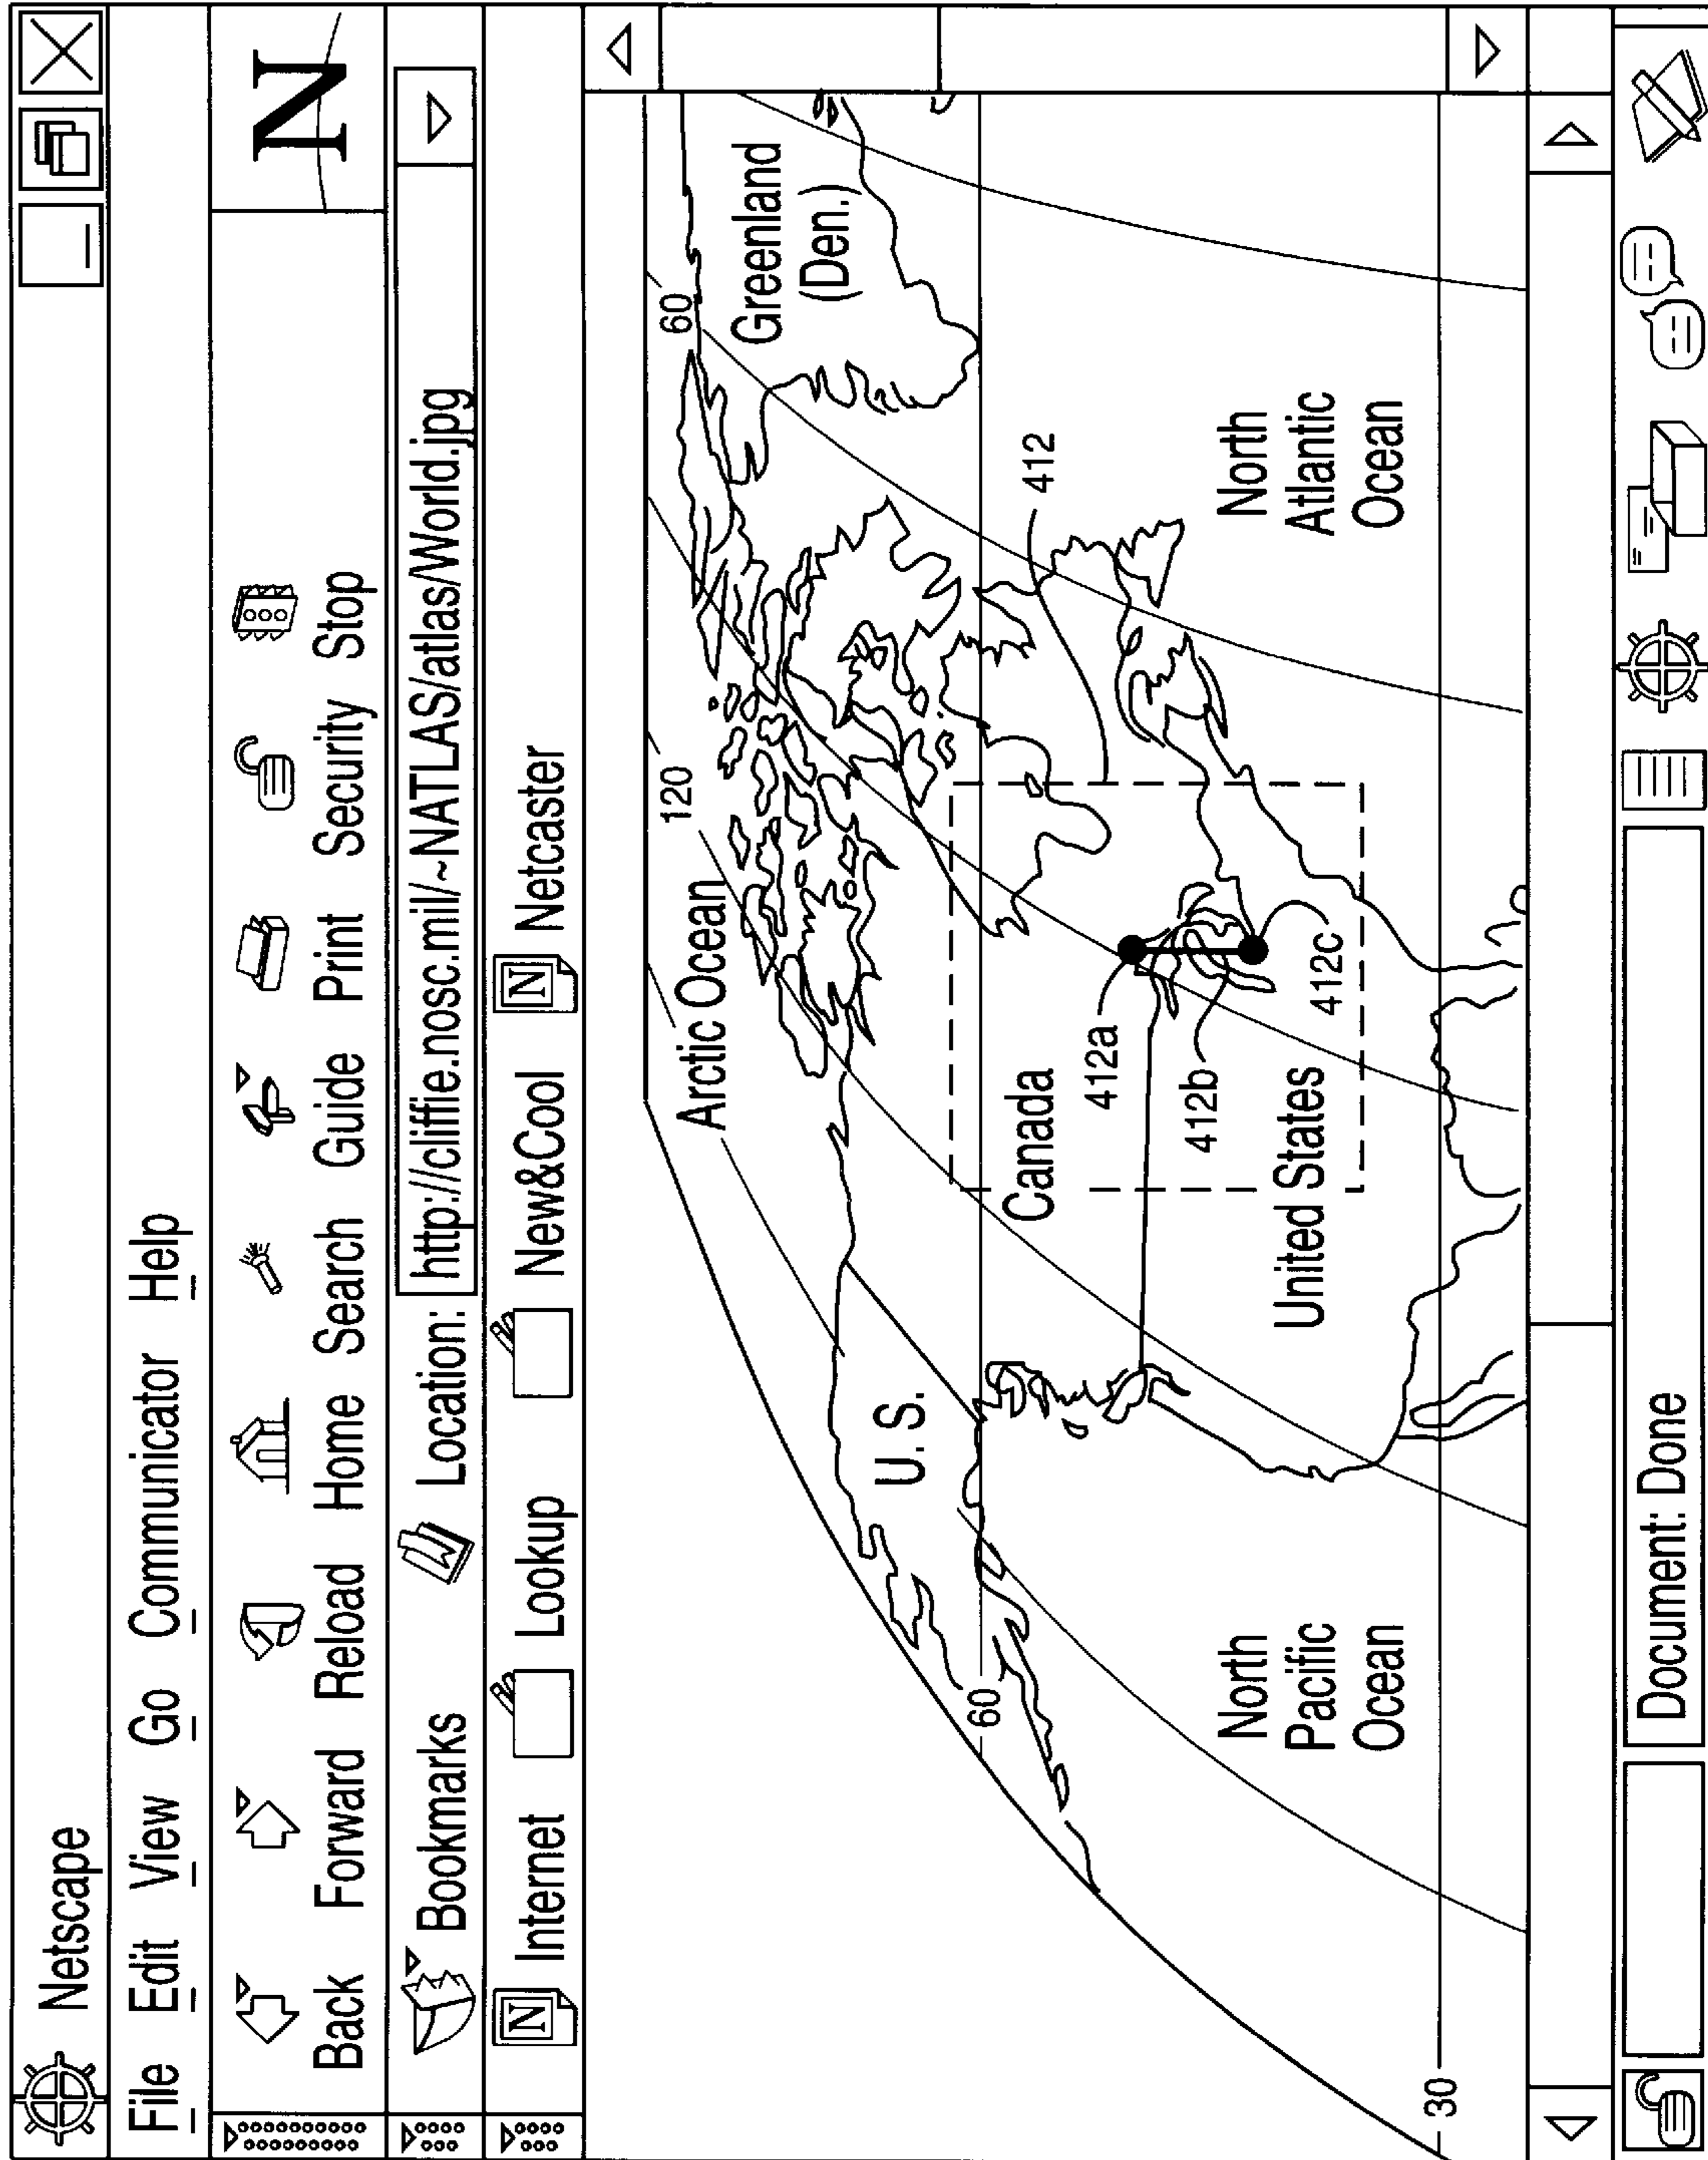 Netscape
File Edit View Go Communicator Help
Back Forward Reload Home Search Guide Print Security Stop
N
Bookmarks Location: http://cliffie.nosc.mil/~NATLAS/atlas/World.jpg
N Internet Lookup New&Cool N Netcaster
120
60
Arctic Ocean
Greenland
(Den.)
U.S.
60
412
Canada
412a
412b
412c
United States
North
Pacific
Ocean
North
Atlantic
Ocean
30
Document: Done